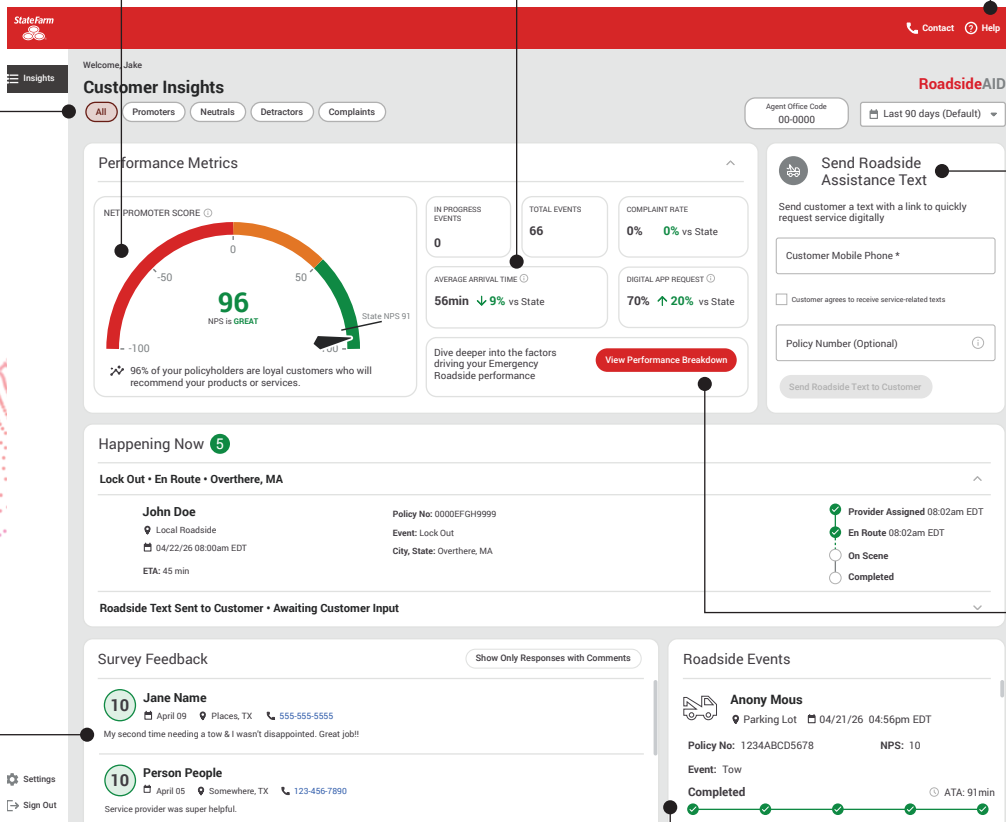 StateFarm
Contact
Help
Insights
Welcome, Jake
Customer Insights
RoadsideAID
All
Promoters
Neutrals
Detractors
Complaints
Agent Office Code
00-0000
Last 90 days (Default)
Performance Metrics
NET PROMOTER SCORE
0
-50
50
-100
96
NPS is GREAT
State NPS 91
96% of your policyholders are loyal customers who will
recommend your products or services.
IN PROGRESS
EVENTS
0
TOTAL EVENTS
66
COMPLAINT RATE
0% 0% vs State
AVERAGE ARRIVAL TIME
56min 9% vs State
DIGITAL APP REQUEST
70% 20% vs State
Dive deeper into the factors
driving your Emergency
Roadside performance
View Performance Breakdown
Send Roadside
Assistance Text
Send customer a text with a link to quickly
request service digitally
Customer Mobile Phone *
Customer agrees to receive service-related texts
Policy Number (Optional)
Send Roadside Text to Customer
Happening Now 5
Lock Out • En Route • Overthere, MA
John Doe
Local Roadside
04/22/26 08:00am EDT
ETA: 45 min
Policy No: 0000EFGH9999
Event: Lock Out
City, State: Overthere, MA
Provider Assigned 08:02am EDT
En Route 08:02am EDT
On Scene
Completed
Roadside Text Sent to Customer • Awaiting Customer Input
Survey Feedback
Show Only Responses with Comments
10
Jane Name
April 09 Places, TX 555-555-5555
My second time needing a tow & I wasn't disappointed. Great job!!
10
Person People
April 05 Somewhere, TX 123-456-7890
Service provider was super helpful.
Roadside Events
Anony Mous
Parking Lot 04/21/26 04:56pm EDT
Policy No: 1234ABCD5678
NPS: 10
Event: Tow
Completed
ATA: 91min
Settings
Sign Out